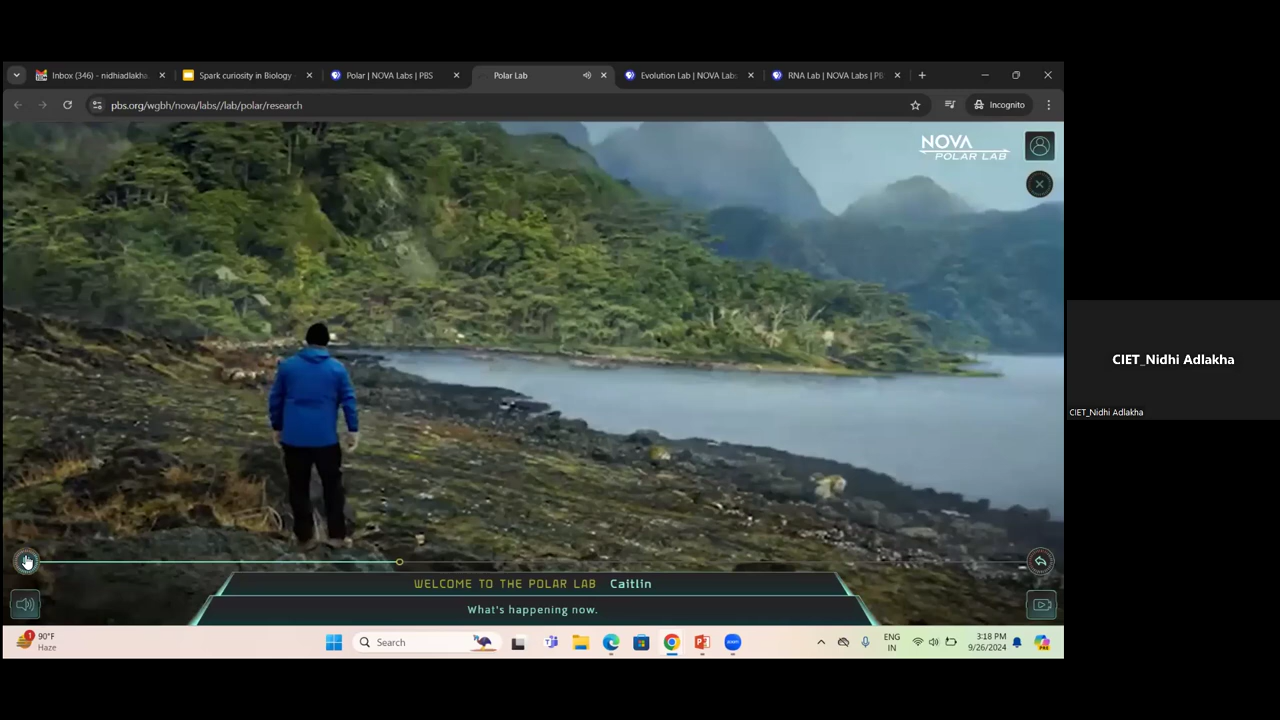 Inbox (346) - nidhiadlakha
Spark curiosity in Biology
Polar | NOVA Labs | PBS
Polar Lab
Evolution Lab | NOVA Labs
RNA Lab | NOVA Labs | PB
pbs.org/wgbh/nova/labs//lab/polar/research
Incognito
NOVA
POLAR LAB
CIET_Nidhi Adlakha
CIET_Nidhi Adlakha
WELCOME TO THE POLAR LAB Caitlin
What's happening now.
1
90°F
Haze
Search
zoom
ENG
IN
3:18 PM
9/26/2024